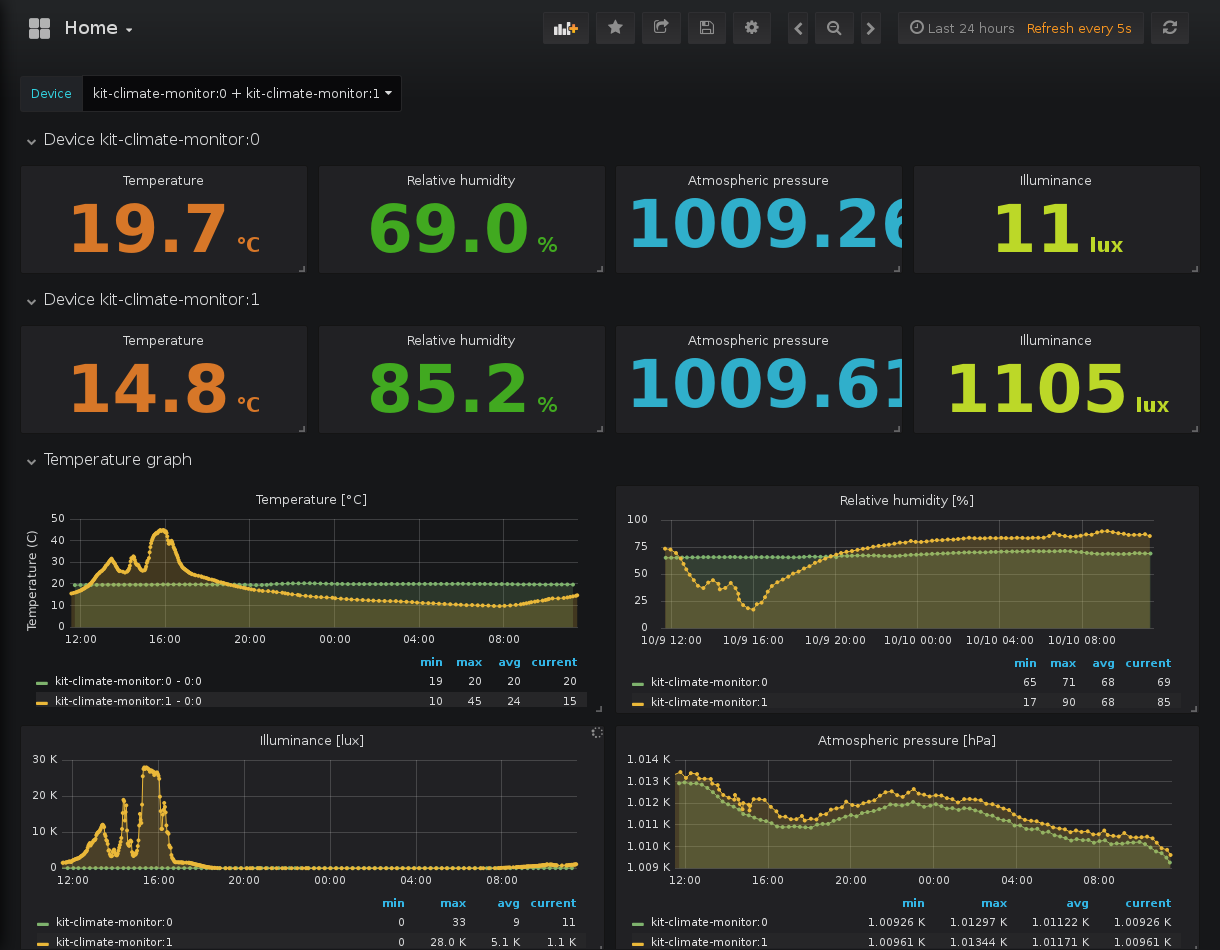 Home
Last 24 hours Refresh every 5s
Device kit-climate-monitor:0 + kit-climate-monitor:1
Device kit-climate-monitor:0
Temperature
19.7 °C
Relative humidity
69.0 %
Atmospheric pressure
1009.26
Illuminance
11 lux
Device kit-climate-monitor:1
Temperature
14.8 °C
Relative humidity
85.2 %
Atmospheric pressure
1009.61
Illuminance
1105 lux
Temperature graph
Temperature [°C]
Temperature (C)
50
40
30
20
10
0
12:00 16:00 20:00 00:00 04:00 08:00
min max avg current
kit-climate-monitor:0 - 0:0 19 20 20 20
kit-climate-monitor:1 - 0:0 10 45 24 15
Relative humidity [%]
100
75
50
25
0
10/9 12:00 10/9 16:00 10/9 20:00 10/10 00:00 10/10 04:00 10/10 08:00
min max avg current
kit-climate-monitor:0 65 71 68 69
kit-climate-monitor:1 17 90 68 85
Illuminance [lux]
30 K
20 K
10 K
0
12:00 16:00 20:00 00:00 04:00 08:00
min max avg current
kit-climate-monitor:0 0 33 9 11
kit-climate-monitor:1 0 28.0 K 5.1 K 1.1 K
Atmospheric pressure [hPa]
1.014 K
1.013 K
1.012 K
1.011 K
1.010 K
1.009 K
12:00 16:00 20:00 00:00 04:00 08:00
min max avg current
kit-climate-monitor:0 1.00926 K 1.01297 K 1.01122 K 1.00926 K
kit-climate-monitor:1 1.00961 K 1.01344 K 1.01171 K 1.00961 K